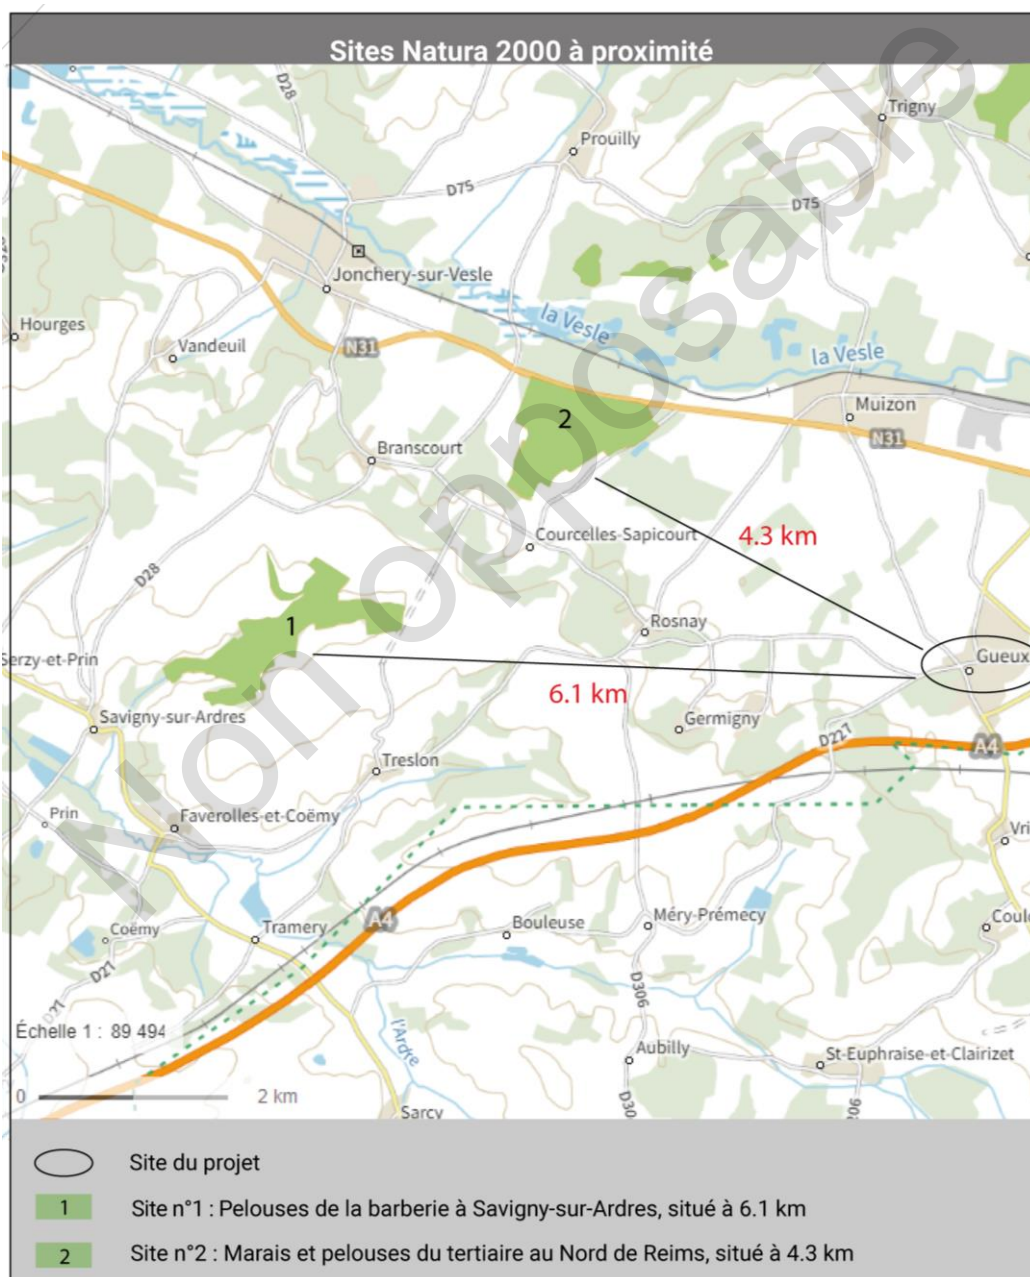 Sites Natura 2000 à proximité
D28
Trigny
Prouilly
D75
D75
Jonchery-sur-Vesle
la Vesle
Hourges
Vandeuil
N31
la Vesle
Muizon
2
N31
Branscourt
4.3 km
Courcelles-Sapicourt
D28
1
Rosnay
Serzy-et-Prin
Gueux
6.1 km
Savigny-sur-Ardres
Germigny
D227
A4
Treslon
Prin
Faverolles-et-Coëmy
Vri
A4
Bouleuse
Méry-Prémecy
Coëmy
Tramery
Coulo
D21
D306
D21
Échelle 1 : 89 494
l'Ardre
Aubilly
St-Euphraise-et-Clairizet
0
2 km
Sarcy
D30
206
Non opposable
Site du projet
1
Site n°1 : Pelouses de la barberie à Savigny-sur-Ardres, situé à 6.1 km
2
Site n°2 : Marais et pelouses du tertiaire au Nord de Reims, situé à 4.3 km